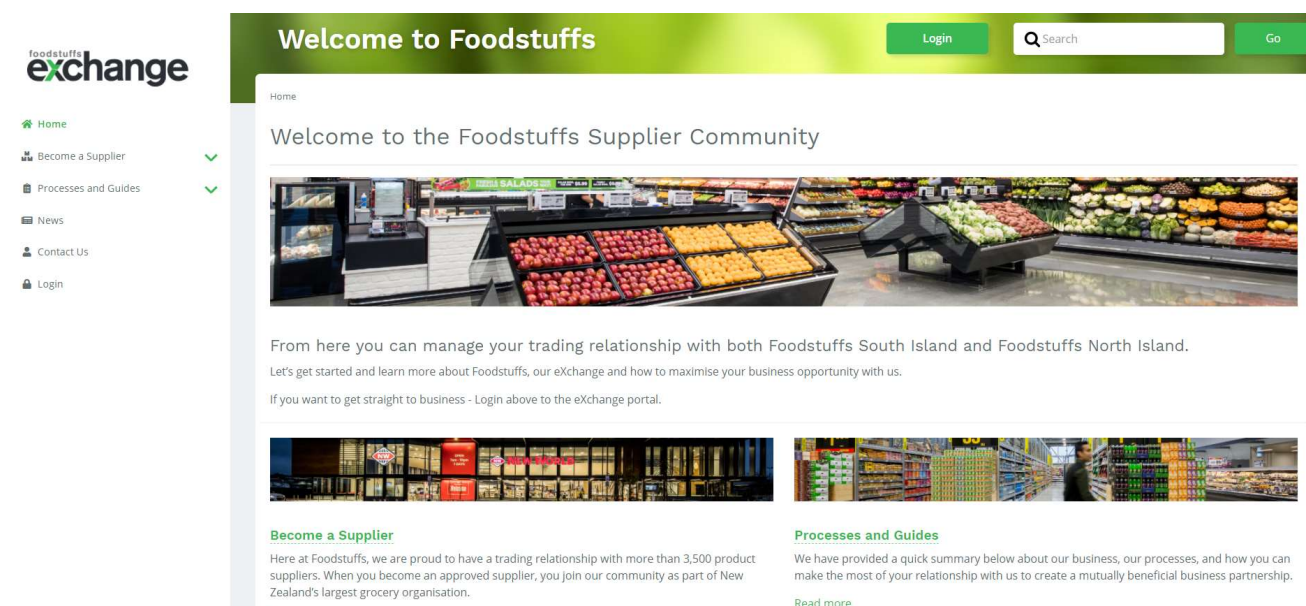 foodstuffs
exchange
Home
Become a Supplier
Processes and Guides
News
Contact Us
Login
Welcome to Foodstuffs
Login
Search
Go
Home
Welcome to the Foodstuffs Supplier Community
SALADS
From here you can manage your trading relationship with both Foodstuffs South Island and Foodstuffs North Island.
Let's get started and learn more about Foodstuffs, our eXchange and how to maximise your business opportunity with us.
If you want to get straight to business - Login above to the eXchange portal.
NW
NEW WORLD
Become a Supplier
Here at Foodstuffs, we are proud to have a trading relationship with more than 3,500 product
suppliers. When you become an approved supplier, you join our community as part of New
Zealand's largest grocery organisation.
Processes and Guides
We have provided a quick summary below about our business, our processes, and how you can
make the most of your relationship with us to create a mutually beneficial business partnership.
Read more